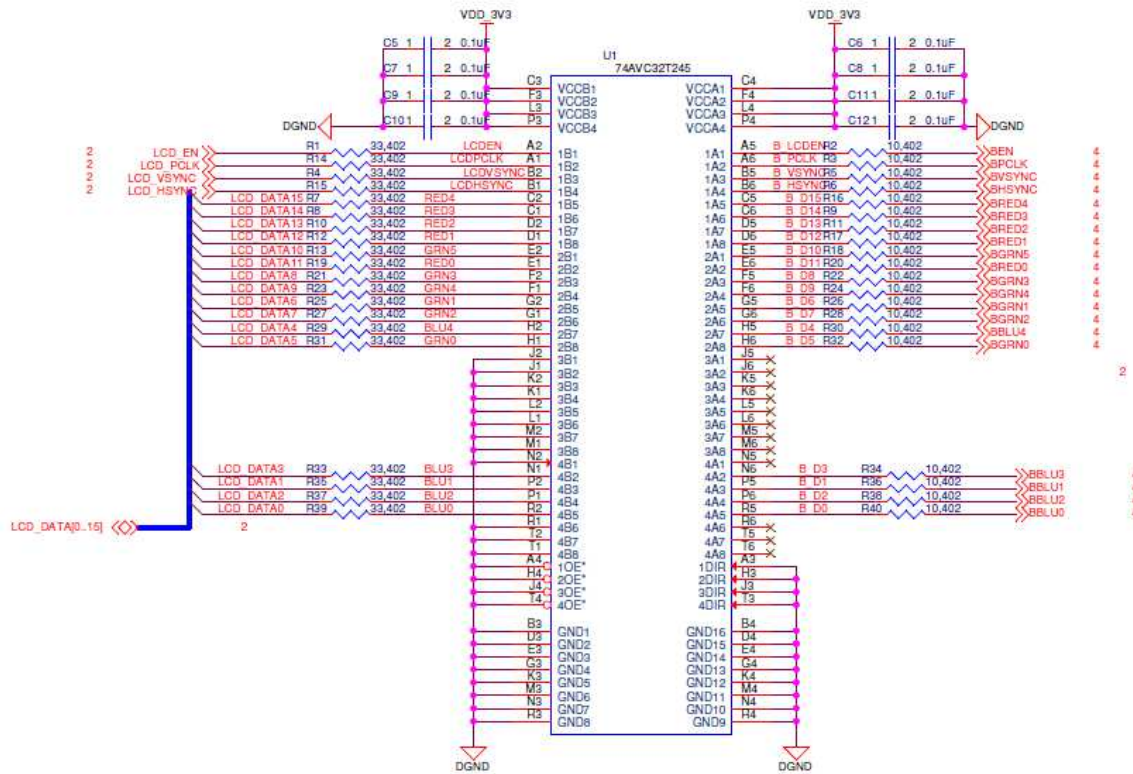 VDD_3V3 VDD_3V3
U1
74AVC32T245
C5 1 2 0.1uF C6 1 2 0.1uF
C7 1 2 0.1uF C8 1 2 0.1uF
C3 VCCB1 VCCA1 C4
C9 1 2 0.1uF F3 VCCB2 VCCA2 F4 C11 1 2 0.1uF
L3 VCCB3 VCCA3 L4
DGND C10 1 2 0.1uF P3 VCCB4 VCCA4 P4 C12 1 2 0.1uF DGND
2 LCD_EN R1 33,402 LCDEN A2 1B1 1A1 A5 B_LCDEN R2 10,402 BEN 4
LCD_PCLK R14 33,402 LCDPCLK A1 1B2 1A2 A6 B_PCLK R3 10,402 BPCLK 4
2 LCD_VSYNC R4 33,402 LCDVSYNC B2 1B3 1A3 B5 B_VSYNC R5 10,402 BVSYNC 4
2 LCD_HSYNC R15 33,402 LCDHSYNC B1 1B4 1A4 B6 B_HSYNC R6 10,402 BHSYNC 4
LCD_DATA15 R7 33,402 RED4 C2 1B5 1A5 C5 B_D15 R16 10,402 BRED4 4
LCD_DATA14 R8 33,402 RED3 C1 1B6 1A6 C6 B_D14 R9 10,402 BRED3 4
LCD_DATA13 R10 33,402 RED2 D2 1B7 1A7 D5 B_D13 R11 10,402 BRED2 4
LCD_DATA12 R12 33,402 RED1 D1 1B8 1A8 D6 B_D12 R17 10,402 BRED1 4
LCD_DATA10 R13 33,402 GRN5 E2 2B1 2A1 E5 B_D10 R18 10,402 BGRN5 4
LCD_DATA11 R19 33,402 RED0 E1 2B2 2A2 E6 B_D11 R20 10,402 BRED0 4
LCD_DATA8 R21 33,402 GRN3 F2 2B3 2A3 F5 B_D8 R22 10,402 BGRN3 4
LCD_DATA9 R23 33,402 GRN4 F1 2B4 2A4 F6 B_D9 R24 10,402 BGRN4 4
LCD_DATA6 R25 33,402 GRN1 G2 2B5 2A5 G5 B_D6 R26 10,402 BGRN1 4
LCD_DATA7 R27 33,402 GRN2 G1 2B6 2A6 G6 B_D7 R28 10,402 BGRN2 4
LCD_DATA4 R29 33,402 BLU4 H2 2B7 2A7 H5 B_D4 R30 10,402 BBLU4 4
LCD_DATA5 R31 33,402 GRN0 H1 2B8 2A8 H6 B_D5 R32 10,402 BGRN0 4
J2 3B1 3A1 J5
J1 3B2 3A2 J6 2
K2 3B3 3A3 K5
K1 3B4 3A4 K6
L2 3B5 3A5 L5
L1 3B6 3A6 L6
M2 3B7 3A7 M5
M1 3B8 3A8 M6
N2 4B1 4A1 N5
LCD_DATA3 R33 33,402 BLU3 N1 4B2 4A2 N6 B_D3 R34 10,402 BBLU3
LCD_DATA1 R35 33,402 BLU1 P2 4B3 4A3 P5 B_D1 R36 10,402 BBLU1
LCD_DATA2 R37 33,402 BLU2 P1 4B4 4A4 P6 B_D2 R38 10,402 BBLU2
LCD_DATA0 R39 33,402 BLU0 R2 4B5 4A5 R5 B_D0 R40 10,402 BBLU0
LCD_DATA[0..15] 2 R1 4B6 4A6 R6
T2 4B7 4A7 T5
T1 4B8 4A8 T6
A4 1OE* 1DIR A3
H4 2OE* 2DIR H3
J4 3OE* 3DIR J3
T4 4OE* 4DIR T3
B3 GND1 GND16 B4
D3 GND2 GND15 D4
E3 GND3 GND14 E4
G3 GND4 GND13 G4
K3 GND5 GND12 K4
M3 GND6 GND11 M4
N3 GND7 GND10 N4
R3 GND8 GND9 R4
DGND DGND